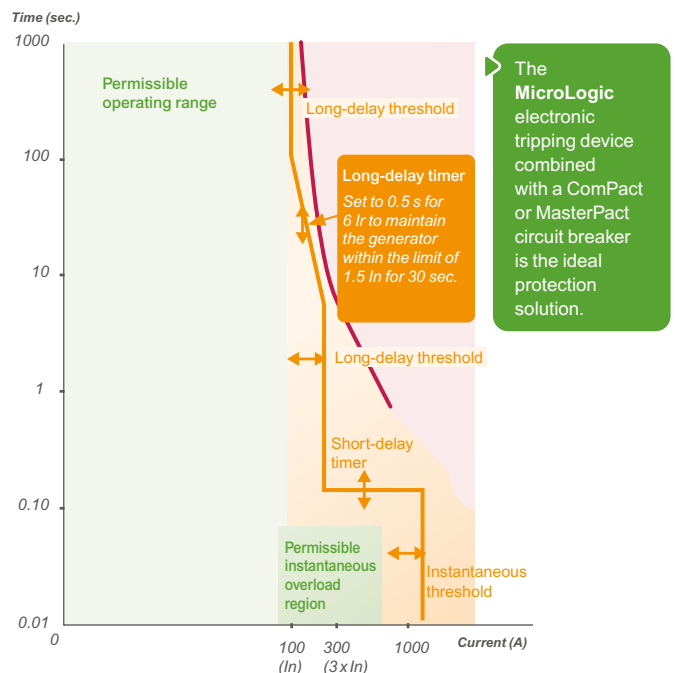 Time (sec.)
1000
100
10
1
0.10
0.01
0
Permissible
operating range
Long-delay threshold
Long-delay timer
Set to 0.5 s for
6 Ir to maintain
the generator
within the limit of
1.5 In for 30 sec.
Long-delay threshold
Short-delay
timer
Permissible
instantaneous
overload
region
Instantaneous
threshold
100
(In)
300
(3 x In)
1000
Current (A)
The
MicroLogic
electronic
tripping device
combined
with a ComPact
or MasterPact
circuit breaker
is the ideal
protection
solution.